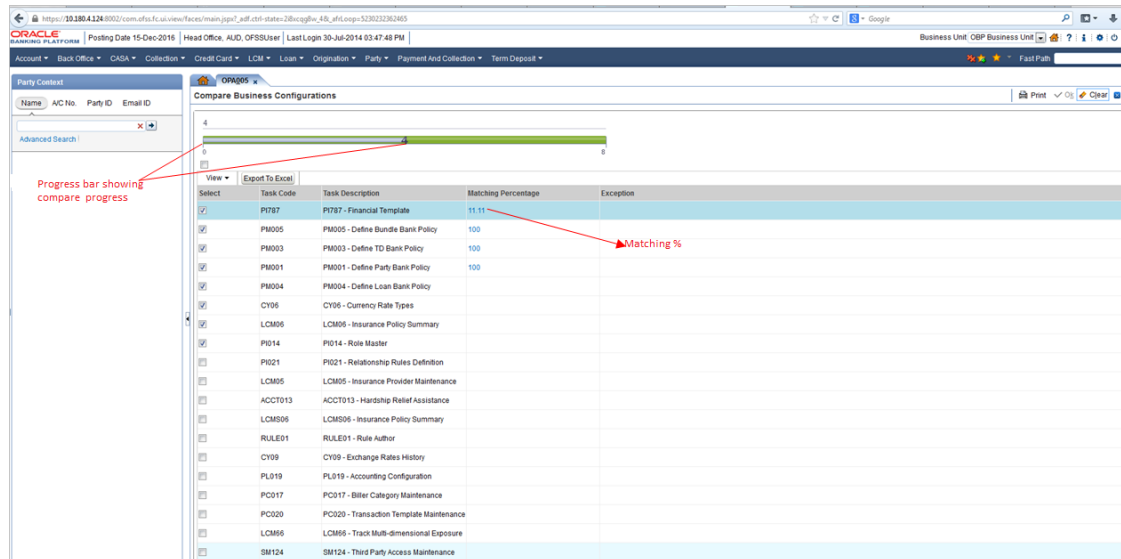 https://10.180.4.124:8002/com.ofss.fc.ui.view/faces/main.jspx?_adf.ctrl-state=2i8xcqg8w_4&_afrLoop=5230232362465
Google
ORACLE
BANKING PLATFORM
Posting Date 15-Dec-2016 Head Office, AUD, OFSSUser Last Login 30-Jul-2014 03:47:48 PM
Business Unit OBP Business Unit
Account Back Office CASA Collection Credit Card LCM Loan Origination Party Payment And Collection Term Deposit
Fast Path
Party Context
OPA005 x
Name A/C No. Party ID Email ID
Compare Business Configurations
Print Ok Clear
Advanced Search
4
4
0 8
Progress bar showing
compare progress
View Export To Excel
Select Task Code Task Description Matching Percentage Exception
PI787 PI787 - Financial Template 11.11
PM005 PM005 - Define Bundle Bank Policy 100
Matching %
PM003 PM003 - Define TD Bank Policy 100
PM001 PM001 - Define Party Bank Policy 100
PM004 PM004 - Define Loan Bank Policy
CY06 CY06 - Currency Rate Types
LCM06 LCM06 - Insurance Policy Summary
PI014 PI014 - Role Master
PI021 PI021 - Relationship Rules Definition
LCM05 LCM05 - Insurance Provider Maintenance
ACCT013 ACCT013 - Hardship Relief Assistance
LCMS06 LCMS06 - Insurance Policy Summary
RULE01 RULE01 - Rule Author
CY09 CY09 - Exchange Rates History
PL019 PL019 - Accounting Configuration
PC017 PC017 - Biller Category Maintenance
PC020 PC020 - Transaction Template Maintenance
LCM66 LCM66 - Track Multi-dimensional Exposure
SM124 SM124 - Third Party Access Maintenance